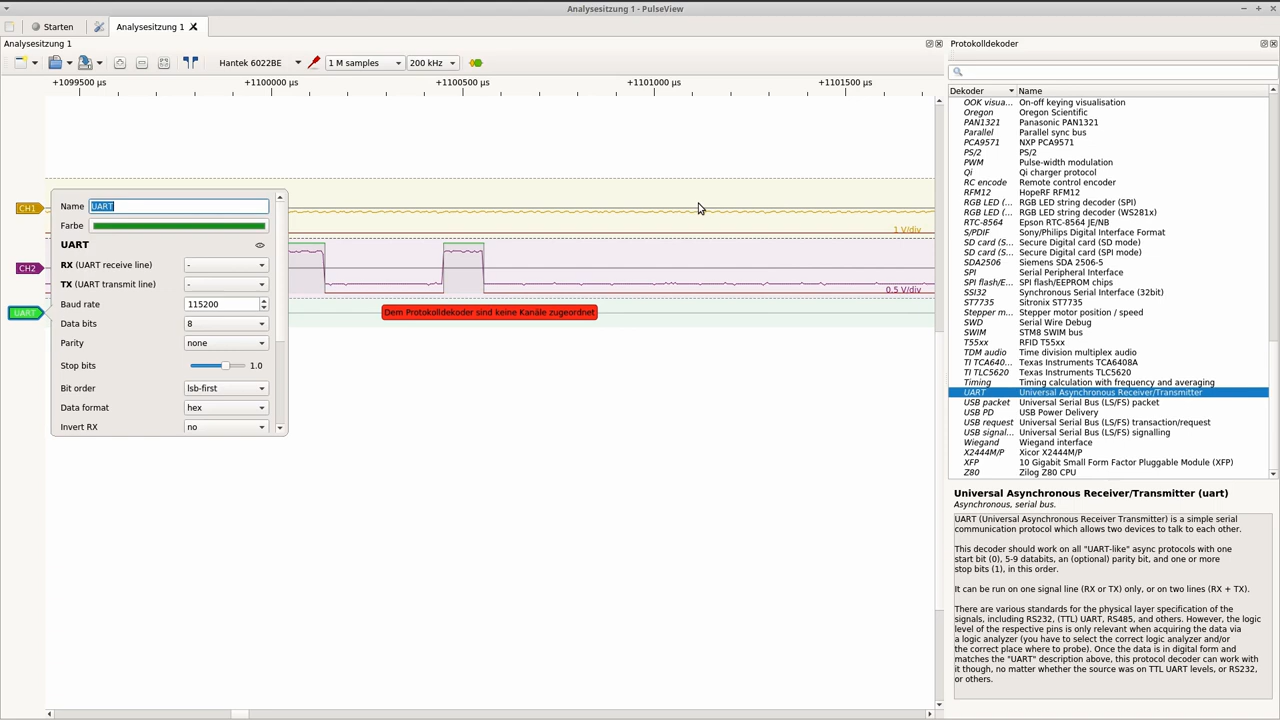 Analysesitzung 1 - PulseView
Starten
Analysesitzung 1
Analysesitzung 1
Hantek 6022BE
1 M samples
200 kHz
+1099500 µs
+1100000 µs
+1100500 µs
+1101000 µs
+1101500 µs
CH1
1 V/div
CH2
0.5 V/div
UART
Dem Protokolldekoder sind keine Kanäle zugeordnet
Name
UART
Farbe
UART
RX (UART receive line)
-
TX (UART transmit line)
-
Baud rate
115200
Data bits
8
Parity
none
Stop bits
1.0
Bit order
lsb-first
Data format
hex
Invert RX
no
Protokolldekoder
Dekoder Name
OOK visua... On-off keying visualisation
Oregon Oregon Scientific
PAN1321 Panasonic PAN1321
Parallel Parallel sync bus
PCA9571 NXP PCA9571
PS/2 PS/2
PWM Pulse-width modulation
Qi Qi charger protocol
RC encode Remote control encoder
RFM12 HopeRF RFM12
RGB LED (... RGB LED string decoder (SPI)
RGB LED (... RGB LED string decoder (WS281x)
RTC-8564 Epson RTC-8564 JE/NB
S/PDIF Sony/Philips Digital Interface Format
SD card (S... Secure Digital card (SD mode)
SD card (S... Secure Digital card (SPI mode)
SDA2506 Siemens SDA 2506-5
SPI Serial Peripheral Interface
SPI flash/E... SPI flash/EEPROM chips
SSI32 Synchronous Serial Interface (32bit)
ST7735 Sitronix ST7735
Stepper m... Stepper motor position / speed
SWD Serial Wire Debug
SWIM STM8 SWIM bus
T55xx RFID T55xx
TDM audio Time division multiplex audio
TI TCA640... Texas Instruments TCA6408A
TI TLC5620 Texas Instruments TLC5620
Timing Timing calculation with frequency and averaging
UART Universal Asynchronous Receiver/Transmitter
USB packet Universal Serial Bus (LS/FS) packet
USB PD USB Power Delivery
USB request Universal Serial Bus (LS/FS) transaction/request
USB signal... Universal Serial Bus (LS/FS) signalling
Wiegand Wiegand interface
X2444M/P Xicor X2444M/P
XFP 10 Gigabit Small Form Factor Pluggable Module (XFP)
Z80 Zilog Z80 CPU
Universal Asynchronous Receiver/Transmitter (uart)
Asynchronous, serial bus.
UART (Universal Asynchronous Receiver Transmitter) is a simple serial
communication protocol which allows two devices to talk to each other.
This decoder should work on all "UART-like" async protocols with one
start bit (0), 5-9 databits, an (optional) parity bit, and one or more
stop bits (1), in this order.
It can be run on one signal line (RX or TX) only, or on two lines (RX + TX).
There are various standards for the physical layer specification of the
signals, including RS232, (TTL) UART, RS485, and others. However, the logic
level of the respective pins is only relevant when acquiring the data via
a logic analyzer (you have to select the correct logic analyzer and/or
the correct place where to probe). Once the data is in digital form and
matches the "UART" description above, this protocol decoder can work with
it though, no matter whether the source was on TTL UART levels, or RS232,
or others.